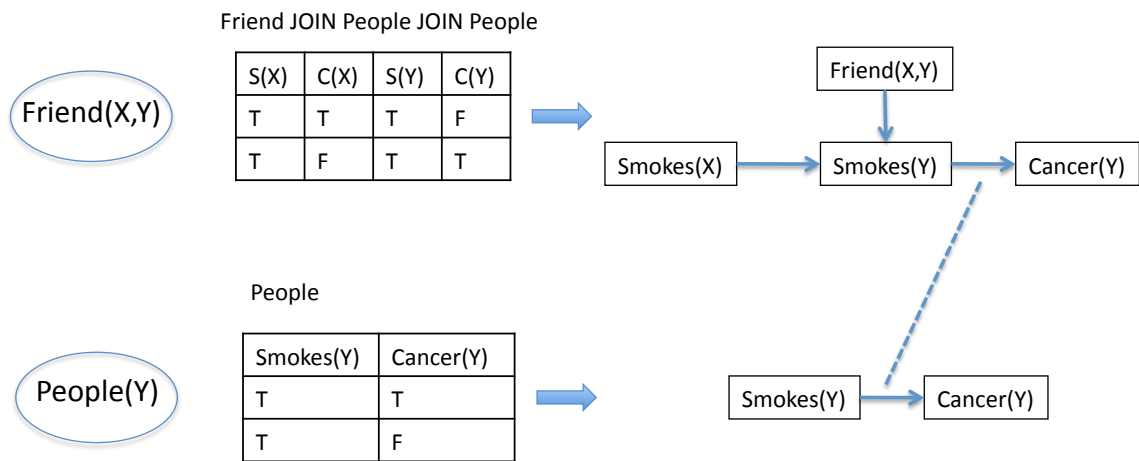 Friend JOIN People JOIN People
Friend(X,Y)
S(X) C(X) S(Y) C(Y)
T T T F
T F T T
Friend(X,Y)
Smokes(X) Smokes(Y) Cancer(Y)
People
People(Y)
Smokes(Y) Cancer(Y)
T T
T F
Smokes(Y) Cancer(Y)